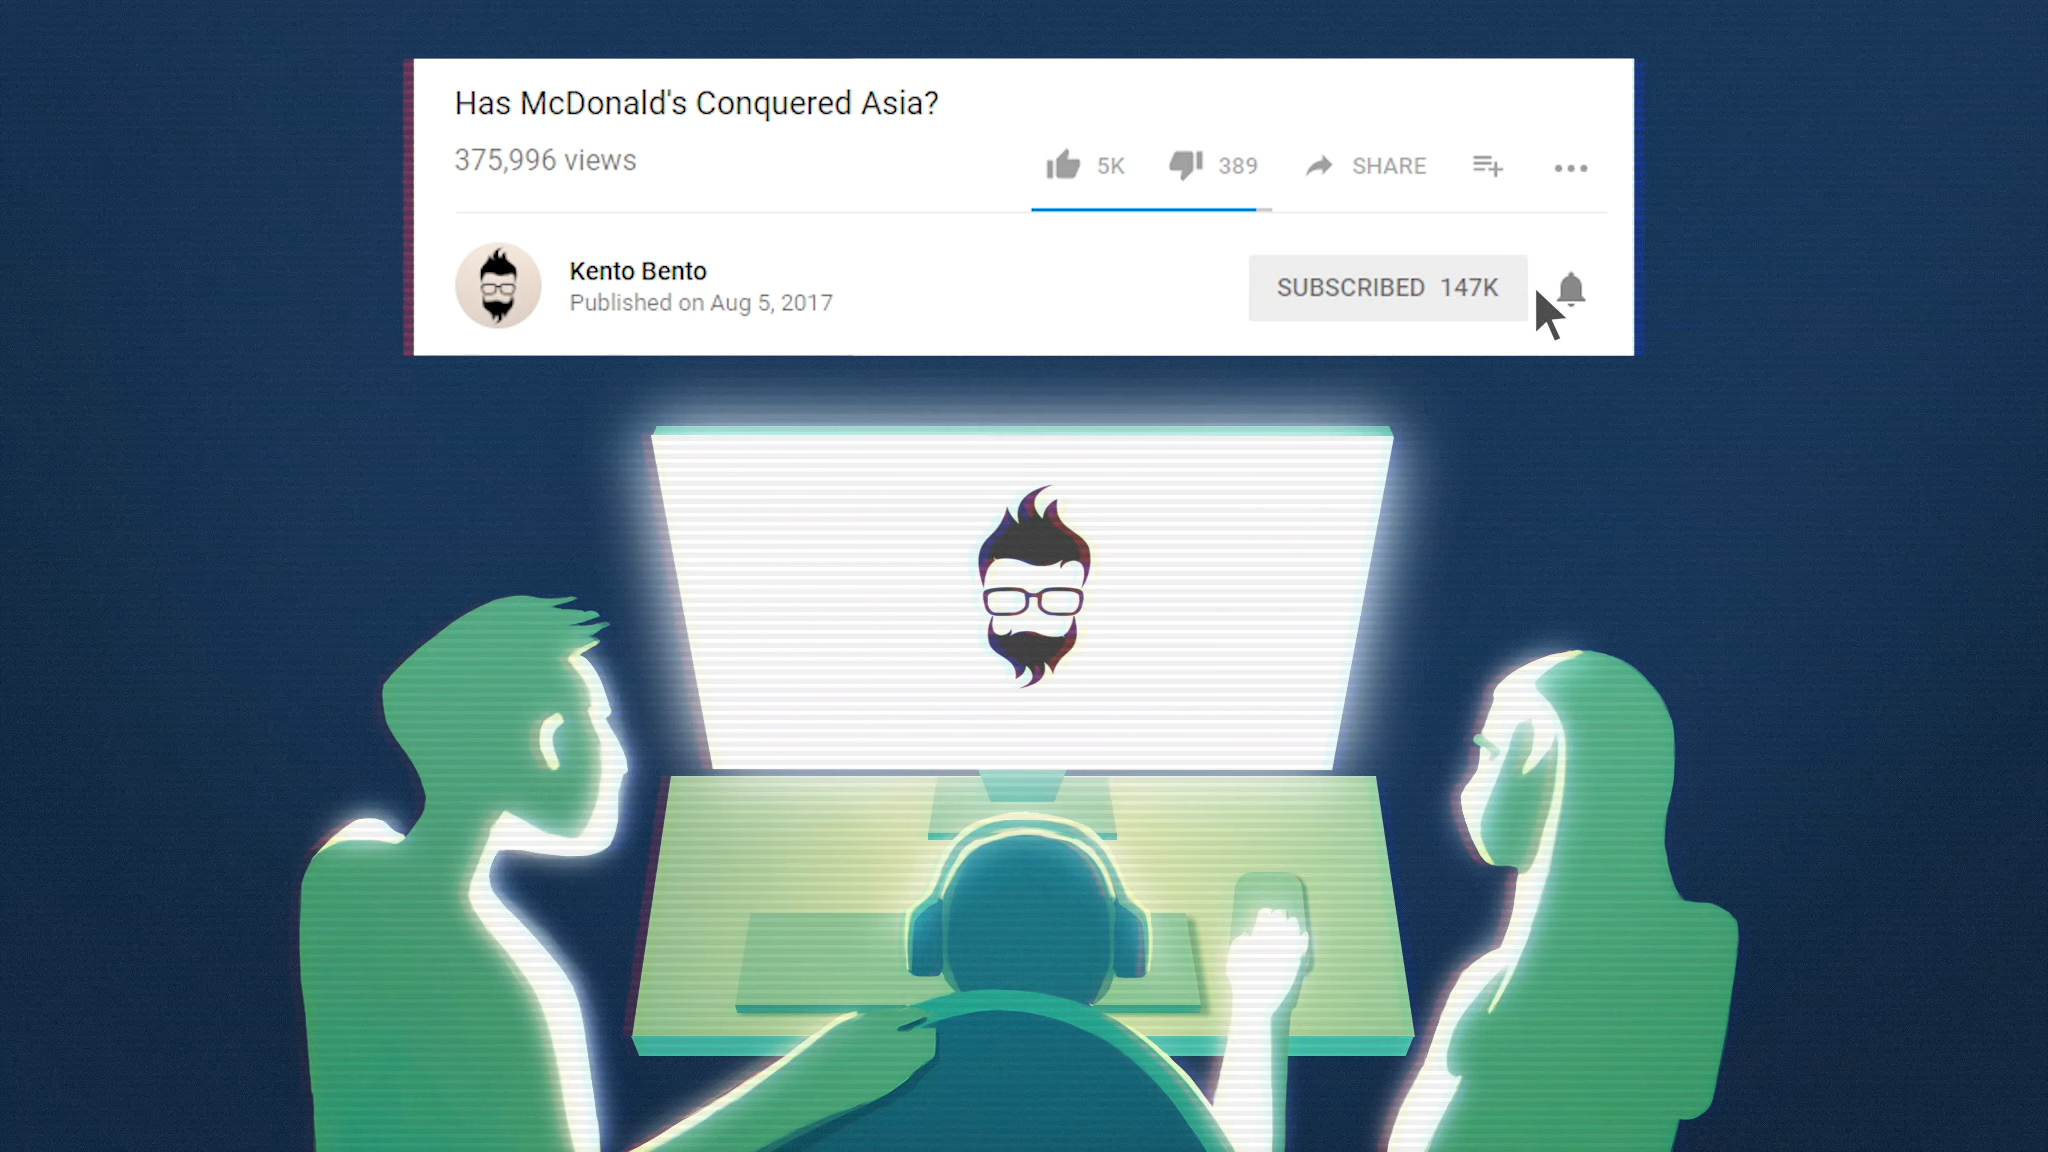 Has McDonald's Conquered Asia?
375,996 views
5K 389 SHARE
Kento Bento
Published on Aug 5, 2017
SUBSCRIBED 147K